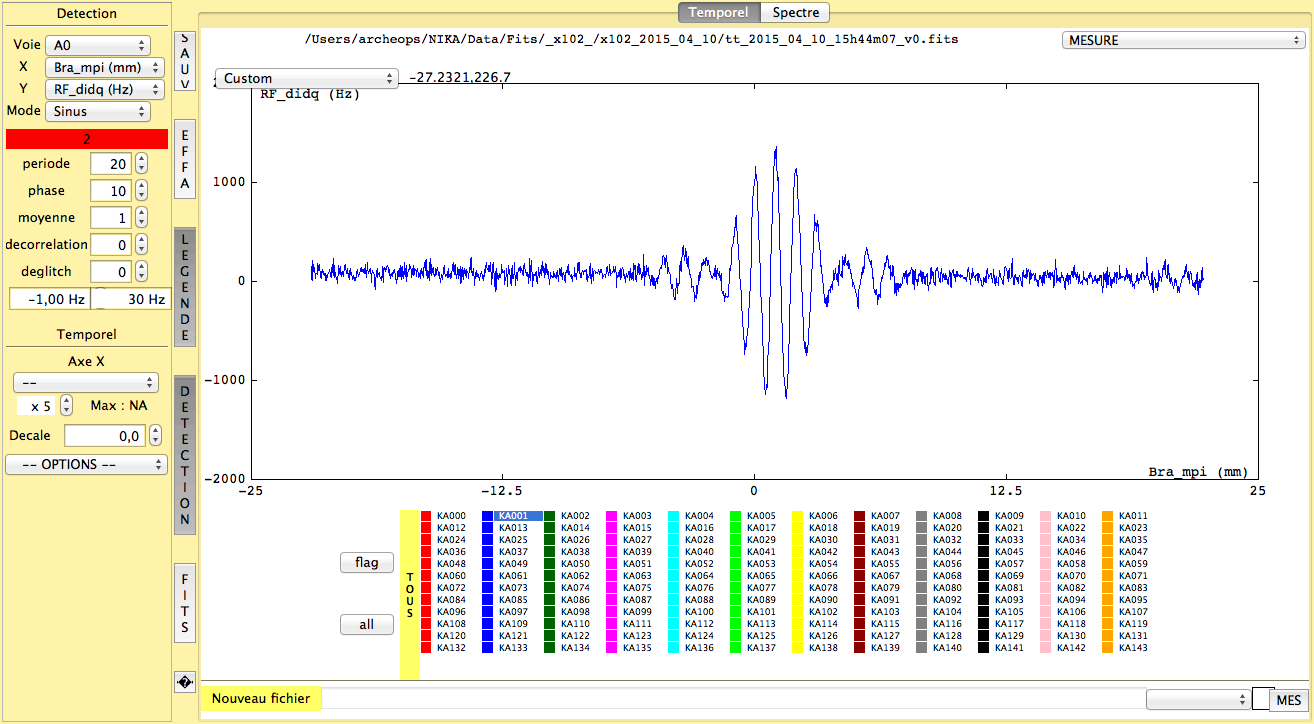 Detection
Voie A0
X Bra_mpi (mm)
Y RF_didq (Hz)
Mode Sinus
2
periode 20
phase 10
moyenne 1
decorrelation 0
deglitch 0
-1,00 Hz 30 Hz
Temporel
Axe X
--
x 5 Max : NA
Decale 0,0
-- OPTIONS --
SAUV
EFFA
LEGENDE
DETECTION
FITS
Temporel Spectre
/Users/archeops/NIKA/Data/Fits/_x102_/x102_2015_04_10/tt_2015_04_10_15h44m07_v0.fits
MESURE
Custom -27.2321,226.7
RF_didq (Hz)
1000
0
-1000
-2000
Bra_mpi (mm)
-25 -12.5 0 12.5 25
flag
all
TOUS
KA000 KA001 KA002 KA003 KA004 KA005 KA006 KA007 KA008 KA009 KA010 KA011
KA012 KA013 KA014 KA015 KA016 KA017 KA018 KA019 KA020 KA021 KA022 KA023
KA024 KA025 KA026 KA027 KA028 KA029 KA030 KA031 KA032 KA033 KA034 KA035
KA036 KA037 KA038 KA039 KA040 KA041 KA042 KA043 KA044 KA045 KA046 KA047
KA048 KA049 KA050 KA051 KA052 KA053 KA054 KA055 KA056 KA057 KA058 KA059
KA060 KA061 KA062 KA063 KA064 KA065 KA066 KA067 KA068 KA069 KA070 KA071
KA072 KA073 KA074 KA075 KA076 KA077 KA078 KA079 KA080 KA081 KA082 KA083
KA084 KA085 KA086 KA087 KA088 KA089 KA090 KA091 KA092 KA093 KA094 KA095
KA096 KA097 KA098 KA099 KA100 KA101 KA102 KA103 KA104 KA105 KA106 KA107
KA108 KA109 KA110 KA111 KA112 KA113 KA114 KA115 KA116 KA117 KA118 KA119
KA120 KA121 KA122 KA123 KA124 KA125 KA126 KA127 KA128 KA129 KA130 KA131
KA132 KA133 KA134 KA135 KA136 KA137 KA138 KA139 KA140 KA141 KA142 KA143
Nouveau fichier
MES